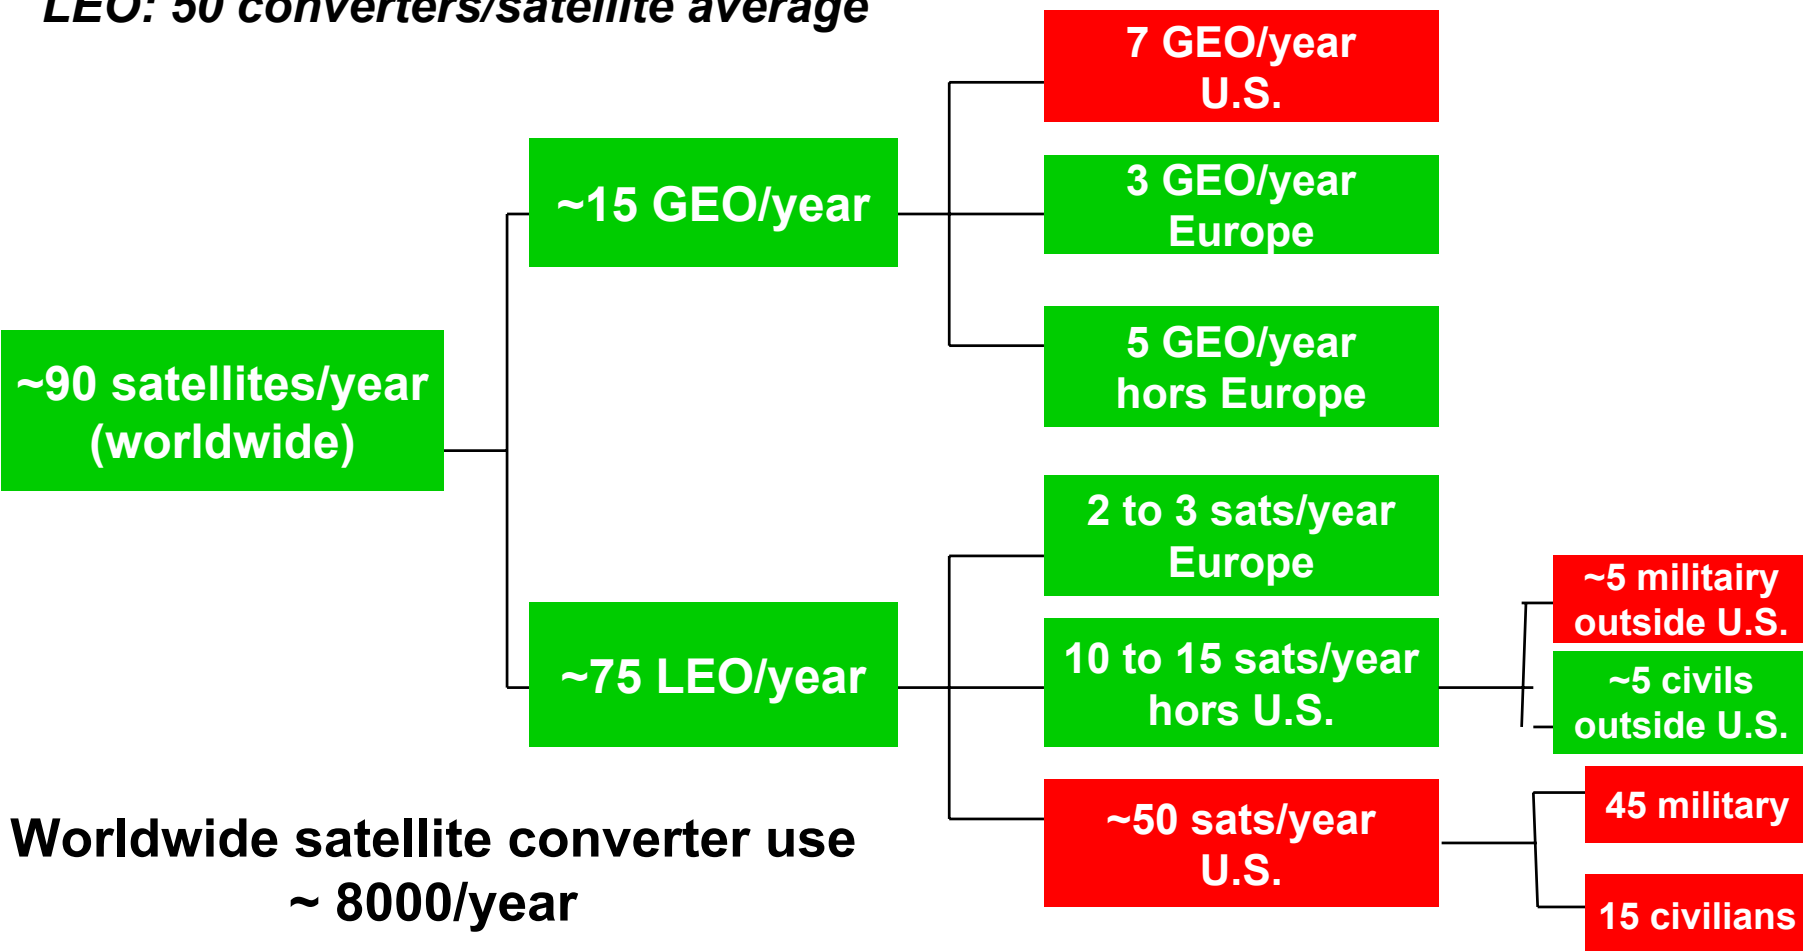 LEO: 50 converters/satellite average
7 GEO/year
U.S.
~15 GEO/year
3 GEO/year
Europe
5 GEO/year
hors Europe
~90 satellites/year
(worldwide)
2 to 3 sats/year
Europe
~75 LEO/year
10 to 15 sats/year
hors U.S.
~5 militairy
outside U.S.
~5 civils
outside U.S.
~50 sats/year
U.S.
45 military
15 civilians
Worldwide satellite converter use
~ 8000/year